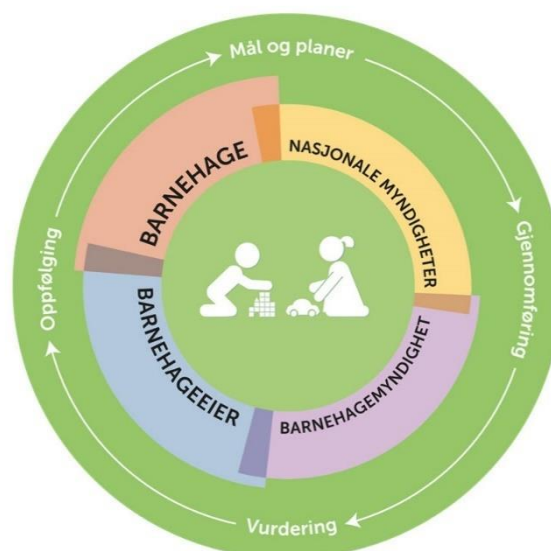 Mål og planer
BARNEHAGE
NASJONALE MYNDIGHETER
Oppfølging
Gjennomføring
BARNEHAGEEIER
BARNEHAGEMYNDIGHET
Vurdering